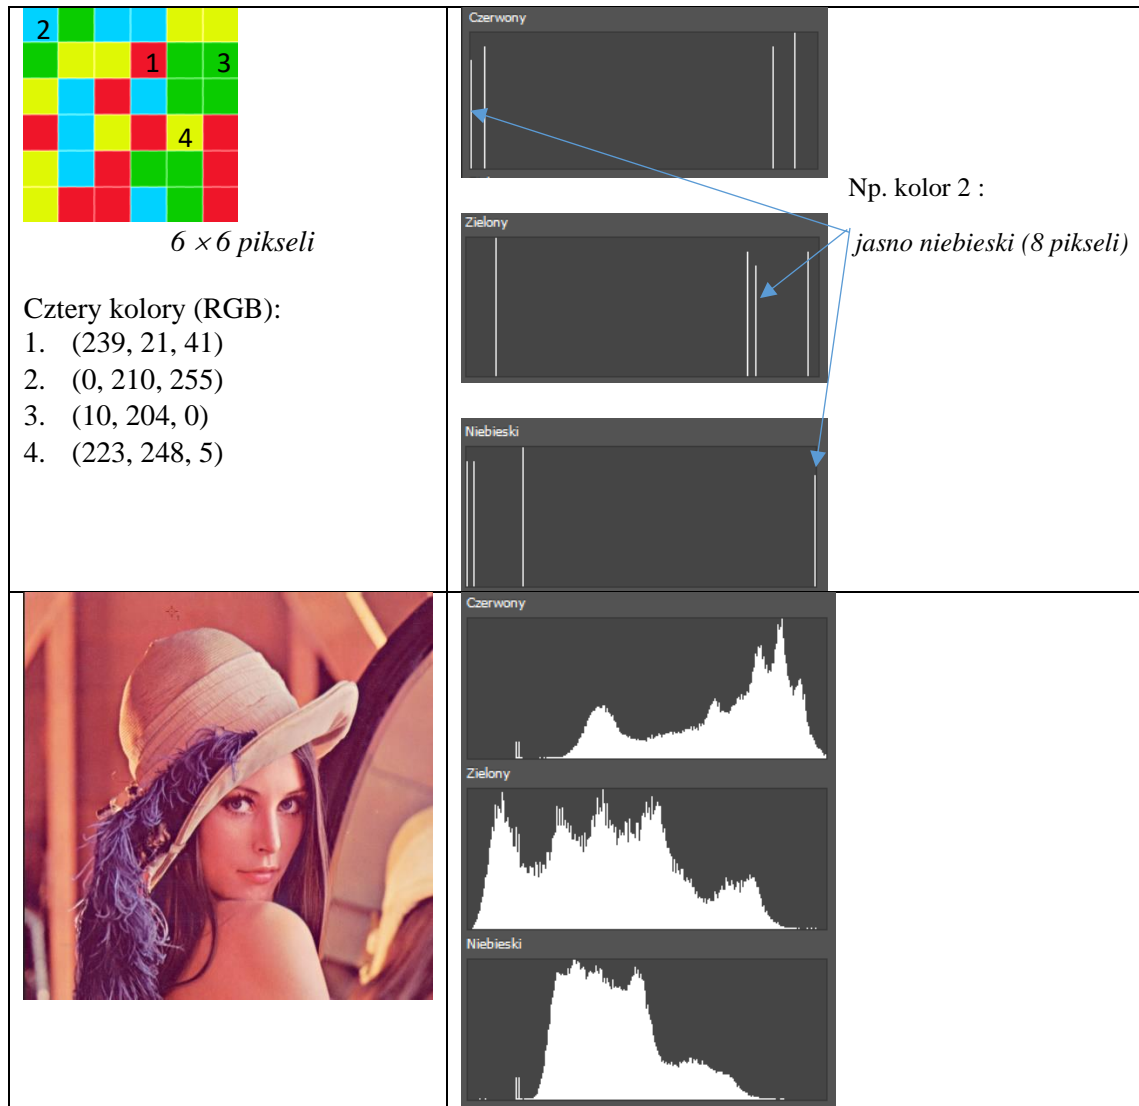 2
1
3
4
6 × 6 pikseli
Cztery kolory (RGB):
1. (239, 21, 41)
2. (0, 210, 255)
3. (10, 204, 0)
4. (223, 248, 5)
Czerwony
Zielony
Niebieski
Np. kolor 2 :
jasno niebieski (8 pikseli)
Czerwony
Zielony
Niebieski